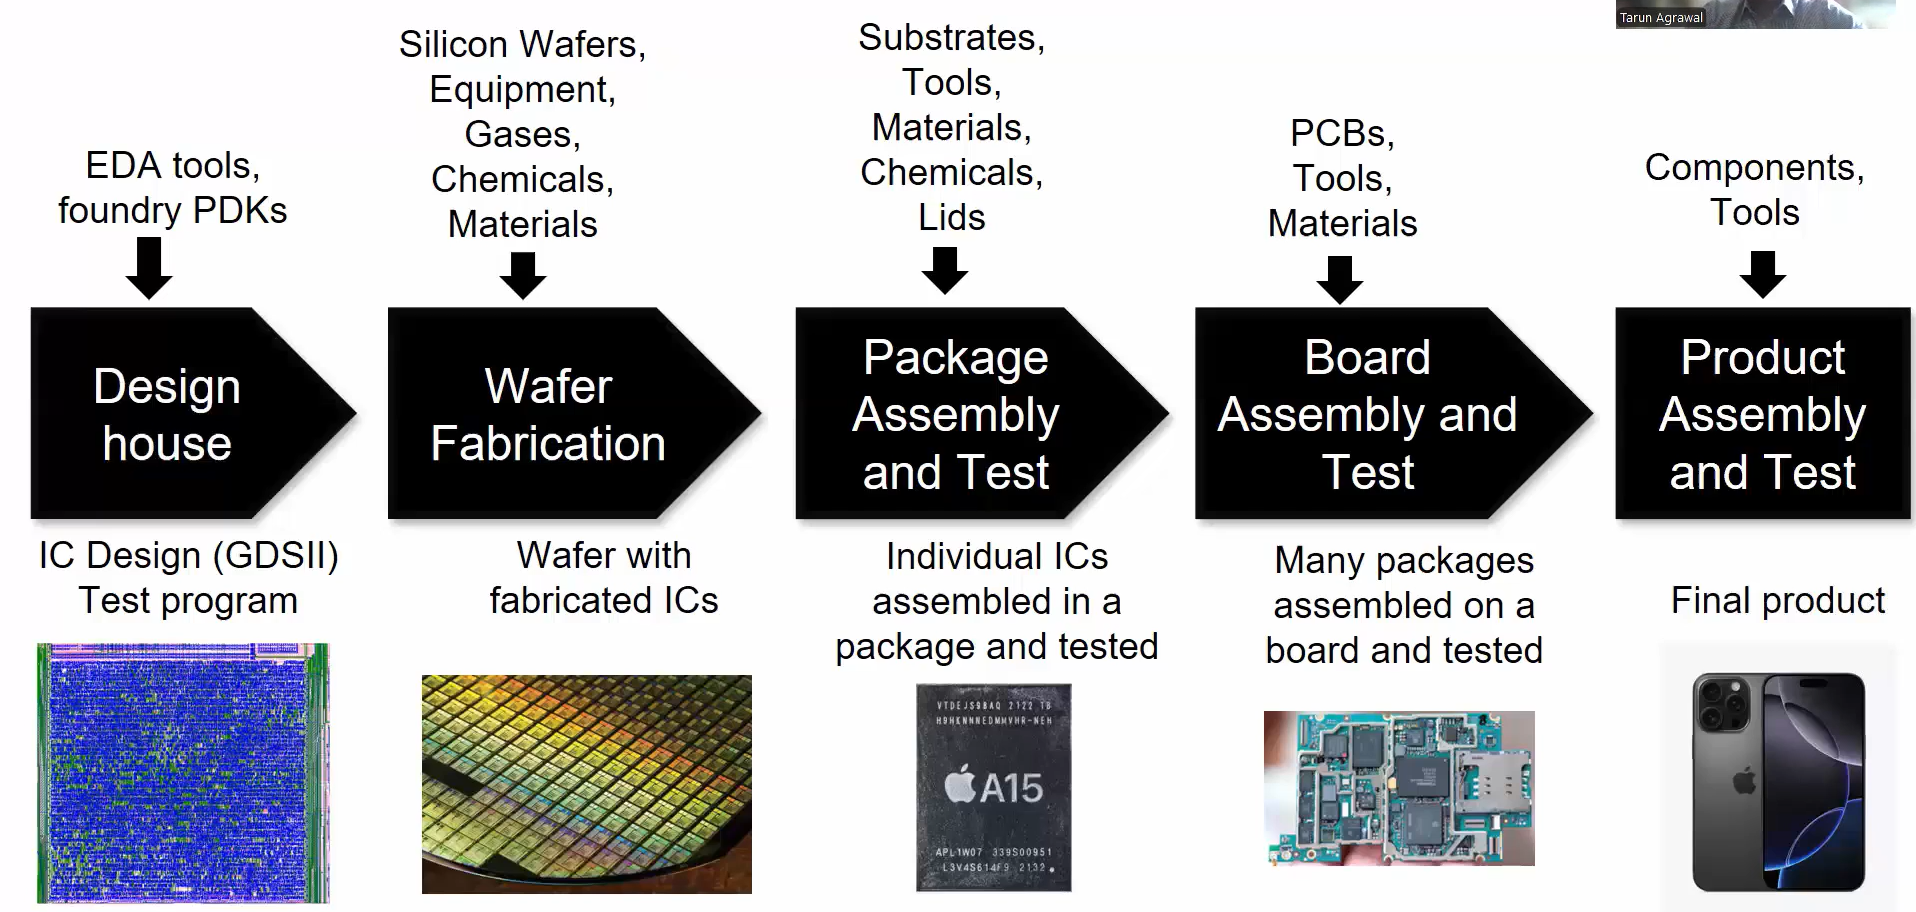 Tarun Agrawal
EDA tools,
foundry PDKs
Silicon Wafers,
Equipment,
Gases,
Chemicals,
Materials
Substrates,
Tools,
Materials,
Chemicals,
Lids
PCBs,
Tools,
Materials
Components,
Tools
Design
house
Wafer
Fabrication
Package
Assembly
and Test
Board
Assembly and
Test
Product
Assembly
and Test
IC Design (GDSII)
Test program
Wafer with
fabricated ICs
Individual ICs
assembled in a
package and tested
Many packages
assembled on a
board and tested
Final product
VTDEJS9BAQ 2122 TB
H9HKNNNEDMMVHR-NEH
A15
APL1W07 339S00951
L3V4S614F9 2132